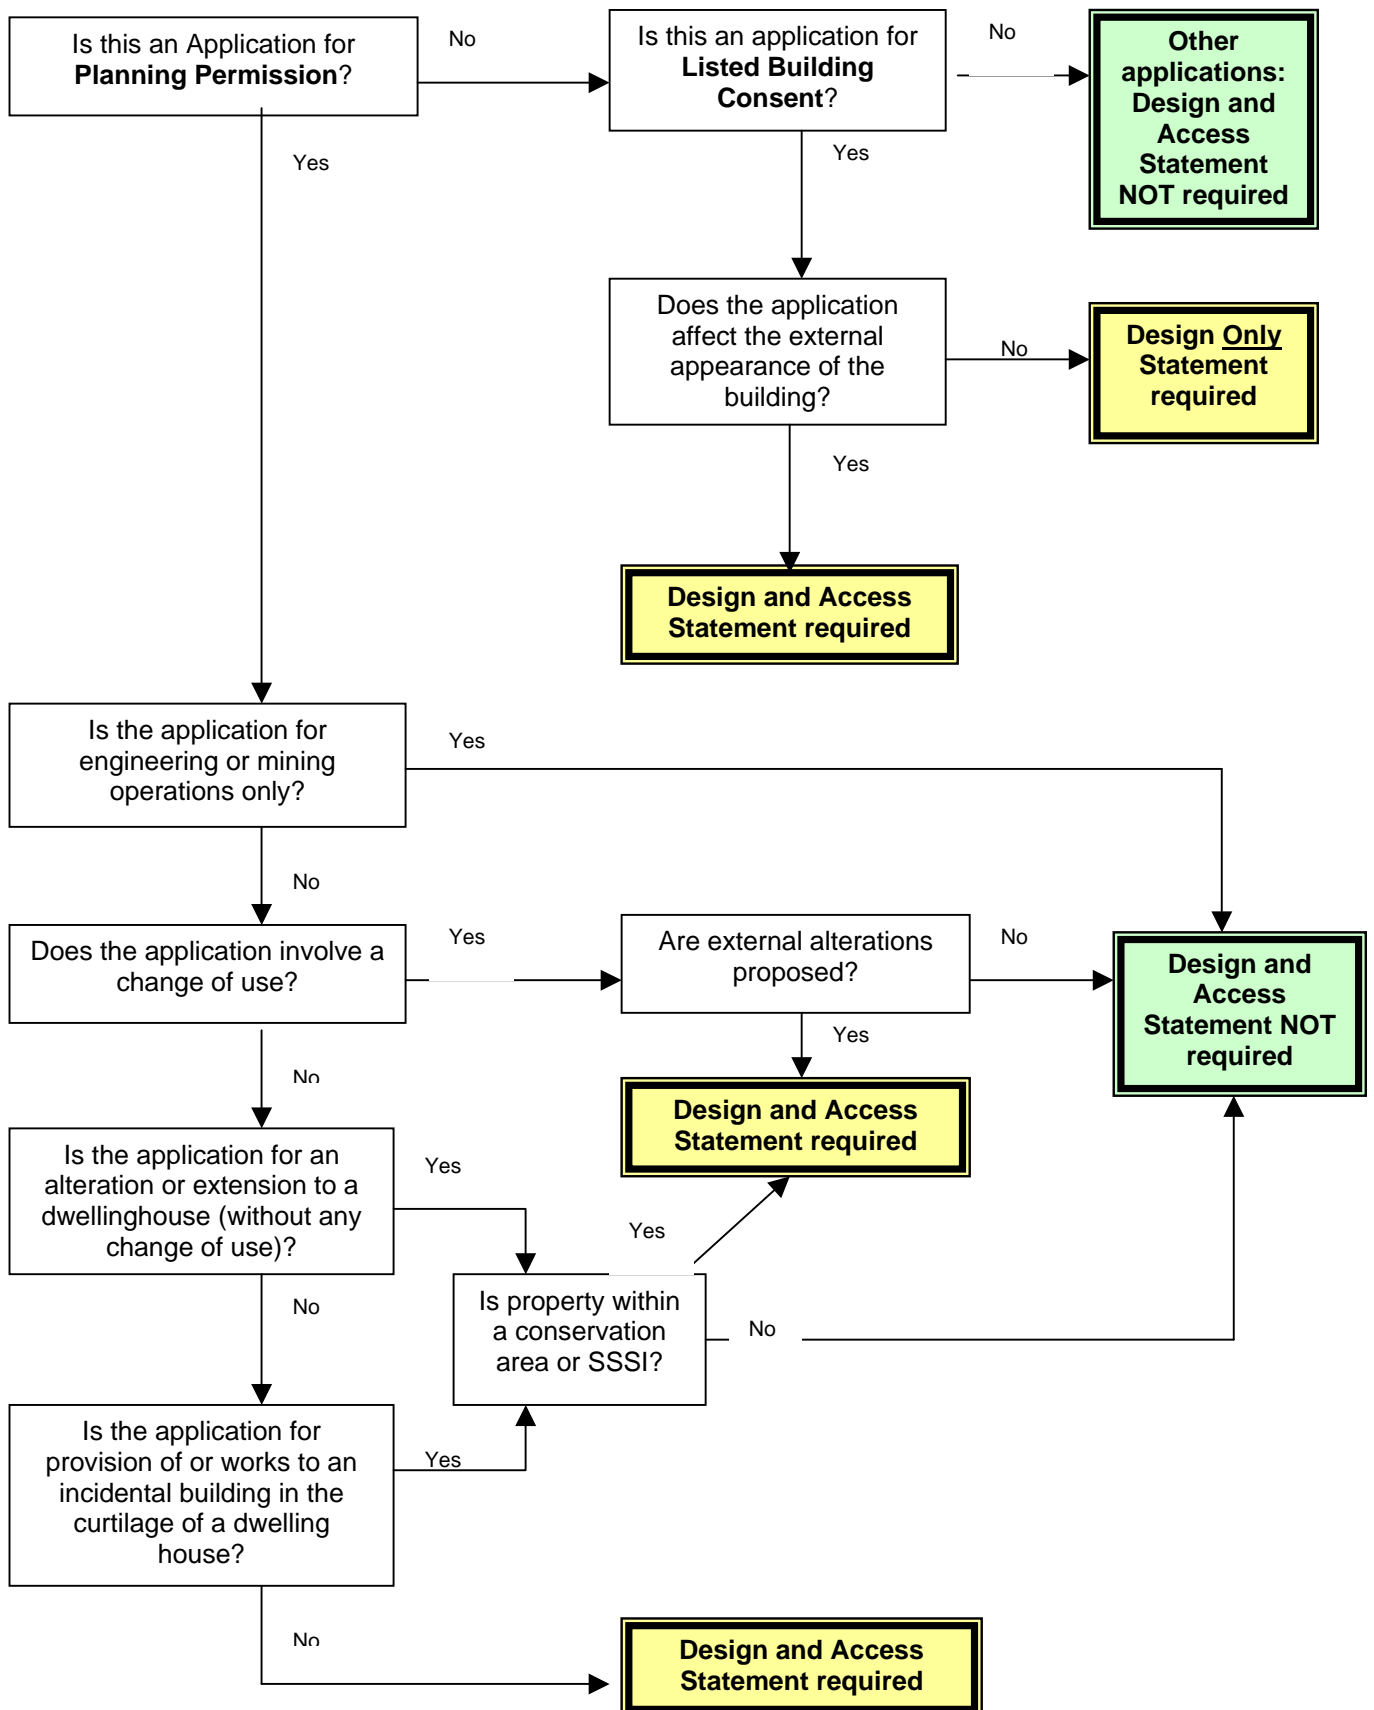 Is this an Application for
Planning Permission?
No
Is this an application for
Listed Building
Consent?
No
Other
applications:
Design and
Access
Statement
NOT required
Yes
Yes
Does the application
affect the external
appearance of the
building?
No
Design Only
Statement
required
Yes
Design and Access
Statement required
Is the application for
engineering or mining
operations only?
Yes
No
Does the application involve a
change of use?
Yes
Are external alterations
proposed?
No
Design and
Access
Statement NOT
required
Yes
No
Design and Access
Statement required
Is the application for an
alteration or extension to a
dwellinghouse (without any
change of use)?
Yes
Yes
No
Is property within
a conservation
area or SSSI?
No
Is the application for
provision of or works to an
incidental building in the
curtilage of a dwelling
house?
Yes
No
Design and Access
Statement required